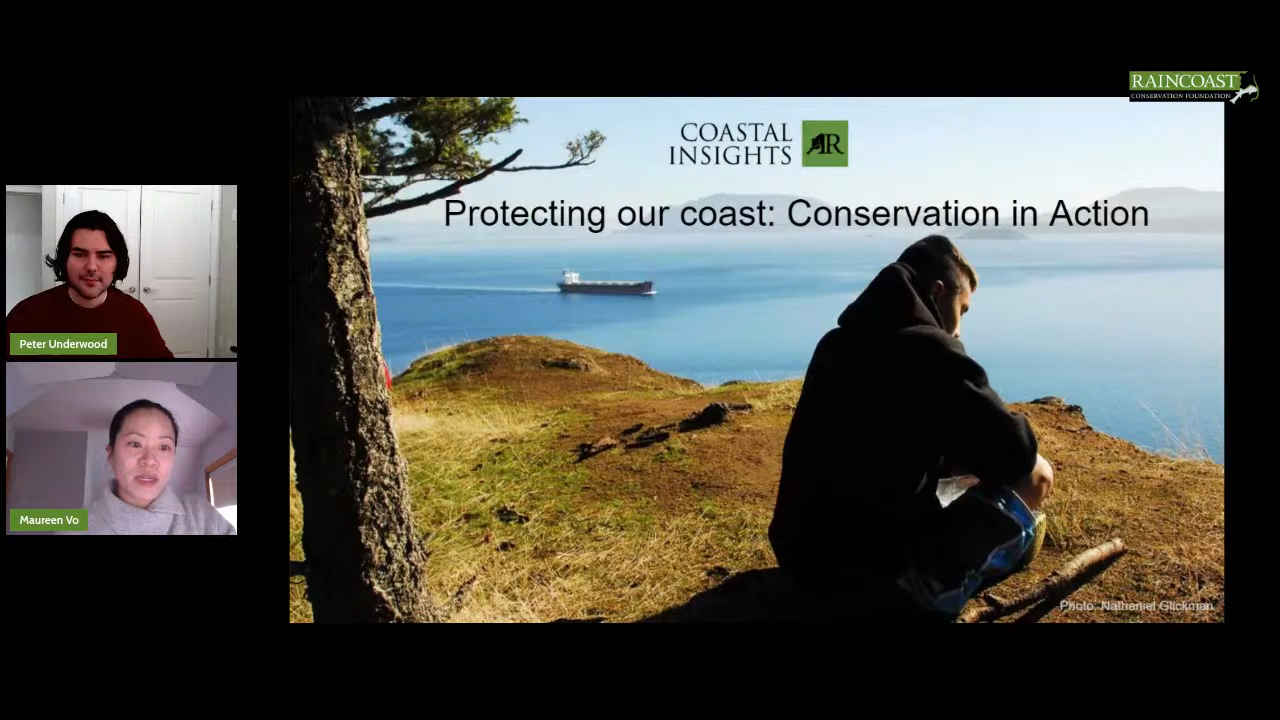 RAINCOAST
CONSERVATION FOUNDATION
COASTAL
INSIGHTS
R
Protecting our coast: Conservation in Action
Peter Underwood
Maureen Vo
Photo: Nathaniel Glickman